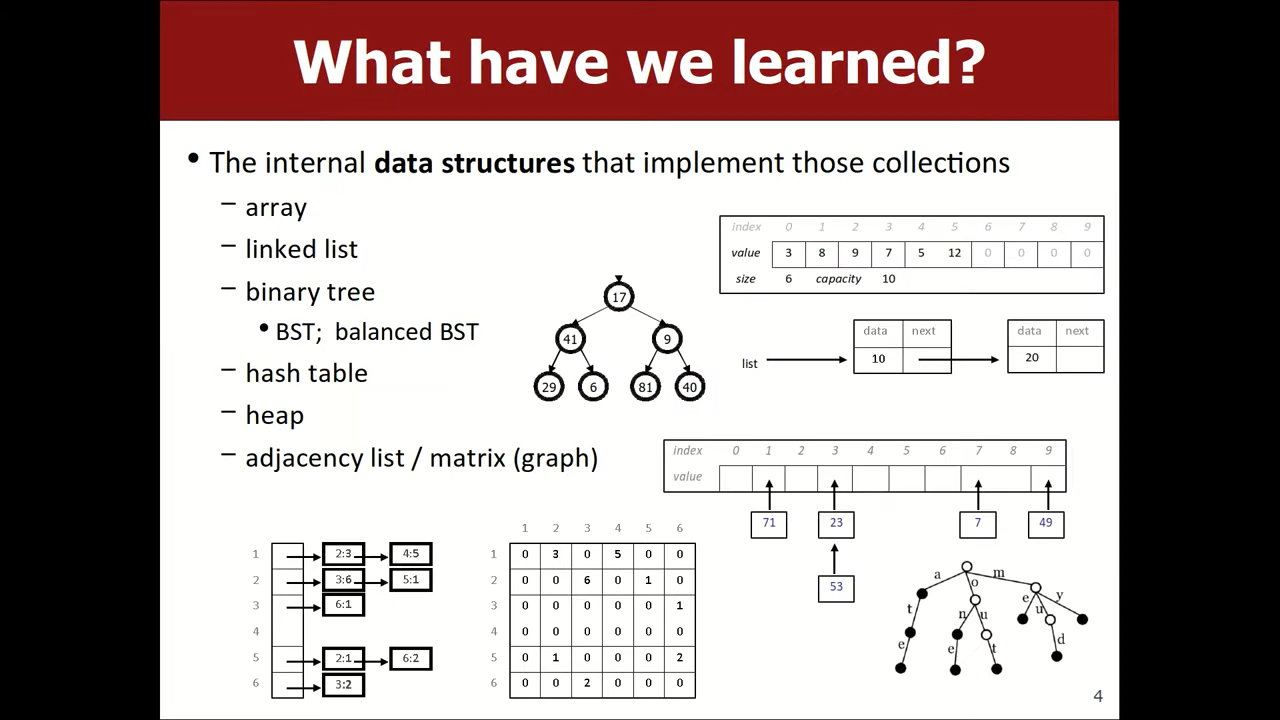 What have we learned?
• The internal data structures that implement those collections
– array
– linked list
– binary tree
• BST; balanced BST
– hash table
– heap
– adjacency list / matrix (graph)
index 0 1 2 3 4 5 6 7 8 9
value 3 8 9 7 5 12 0 0 0 0
size 6 capacity 10
17
41 9
29 6 81 40
data next data next
list 10 20
index 0 1 2 3 4 5 6 7 8 9
value
71 23 7 49
53
1 2:3 4:5
2 3:6 5:1
3 6:1
4
5 2:1 6:2
6 3:2
1 2 3 4 5 6
1 0 3 0 5 0 0
2 0 0 6 0 1 0
3 0 0 0 0 0 1
4 0 0 0 0 0 0
5 0 1 0 0 0 2
6 0 0 2 0 0 0
a o m
t n u e u y
e e t d
4